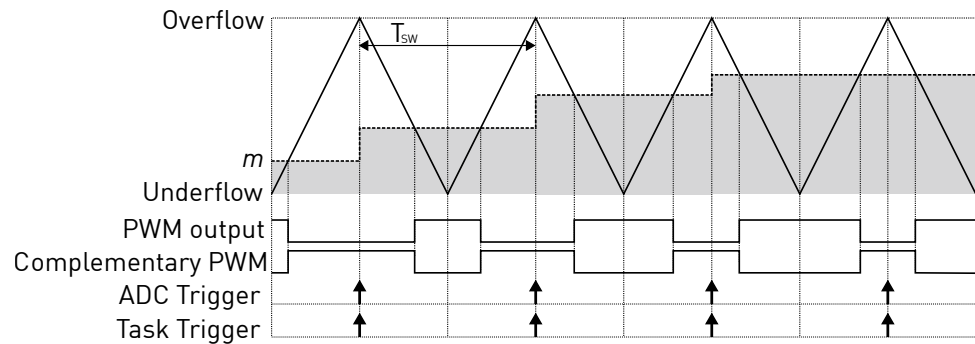 Overflow
TSW
m
Underflow
PWM output
Complementary PWM
ADC Trigger
Task Trigger